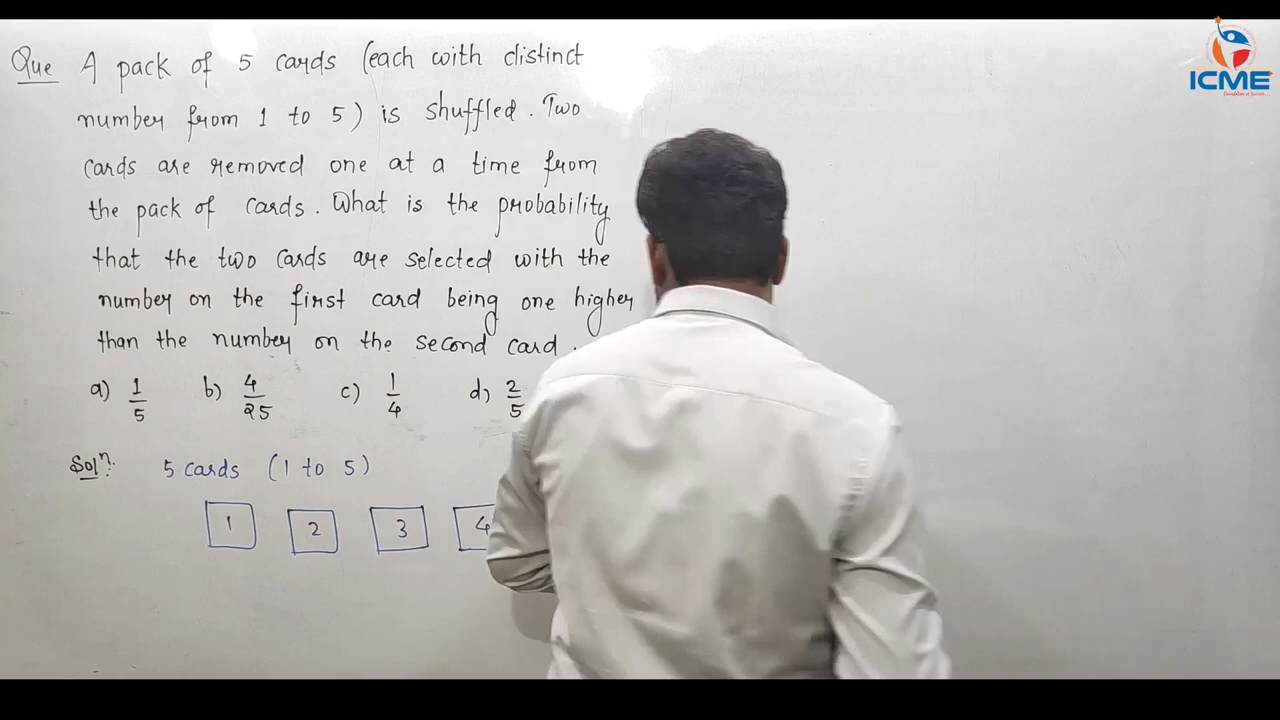 Que A pack of 5 cards (each with distinct
number from 1 to 5) is shuffled. Two
cards are removed one at a time from
the pack of cards. What is the probability
that the two cards are selected with the
number on the first card being one higher
than the number on the second card.
a) 1/5 b) 4/25 c) 1/4 d) 2/5
Solⁿ: 5 cards (1 to 5)
1 2 3 4
ICME